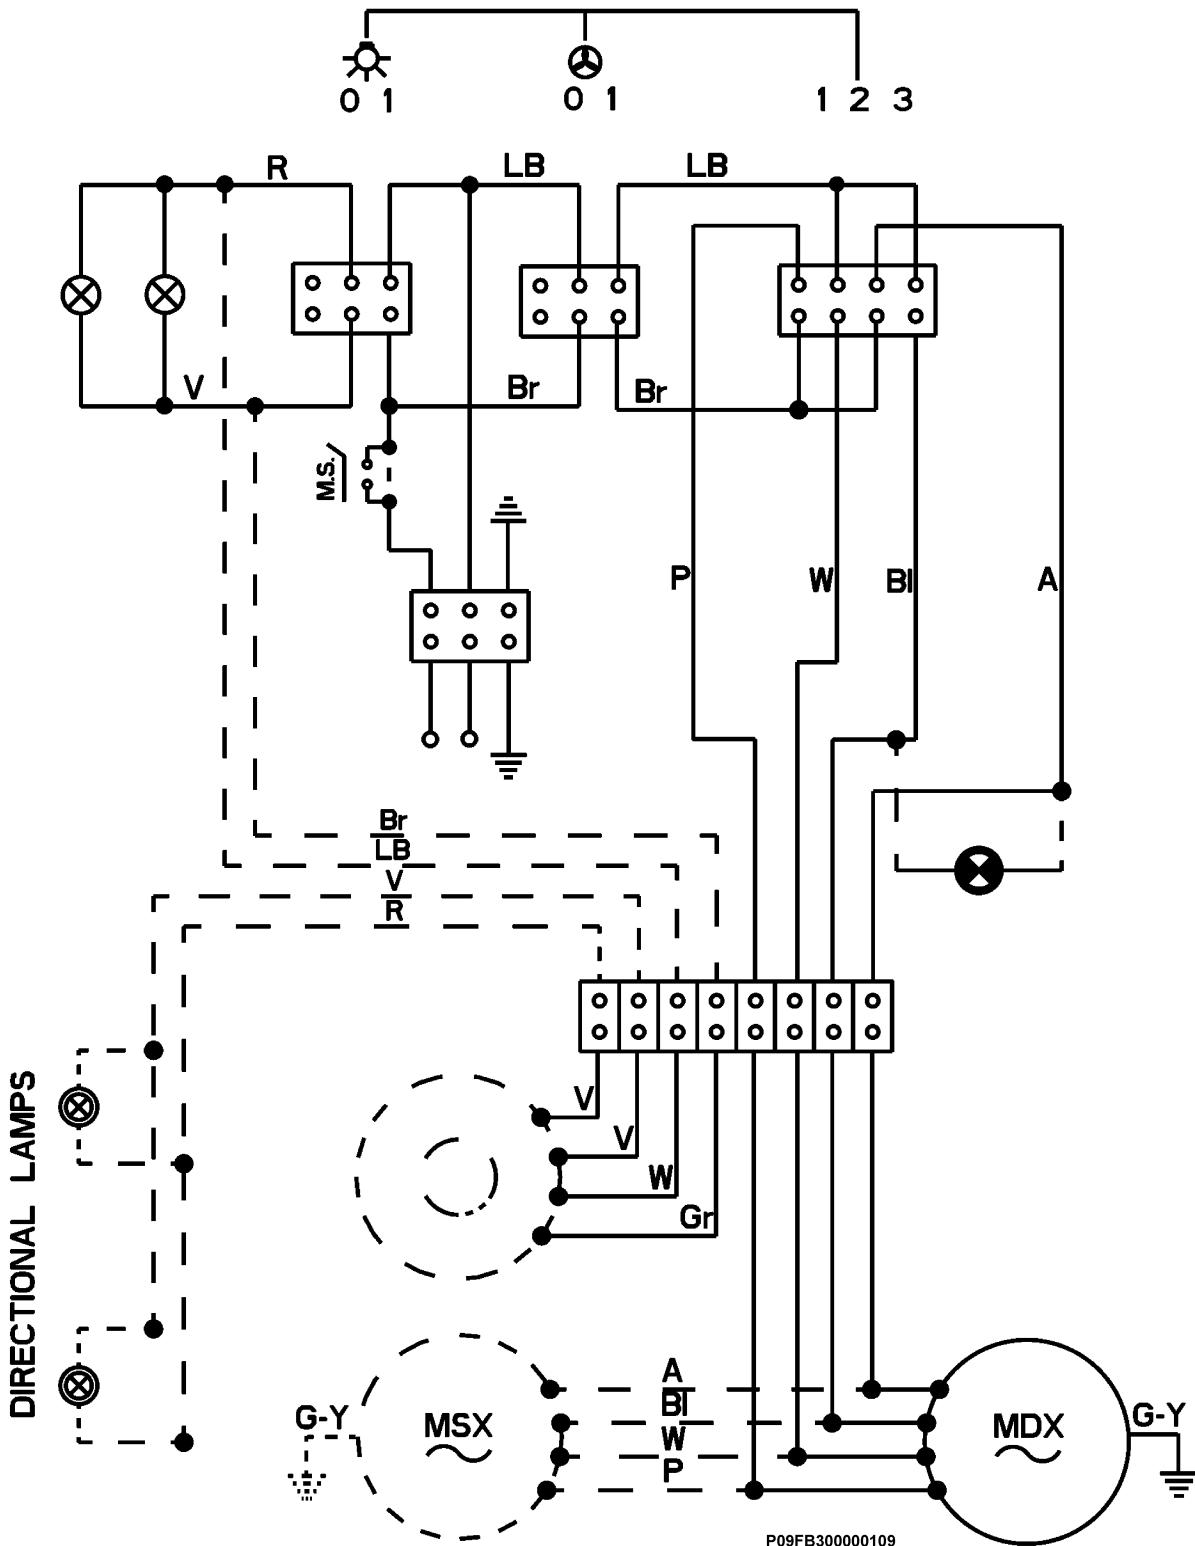 0 1
0 1
1 2 3
R
LB
LB
V
Br
Br
M.S.
P
W
Bl
A
Br
LB
V
R
V
V
W
Gr
DIRECTIONAL LAMPS
A
Bl
W
P
G-Y
MSX
MDX
G-Y
P09FB300000109